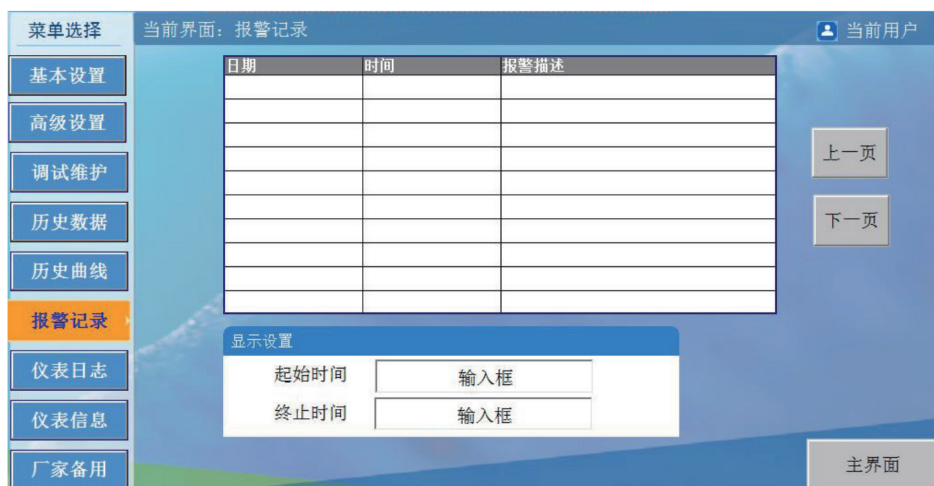 菜单选择
当前界面：报警记录
当前用户
基本设置
高级设置
调试维护
历史数据
历史曲线
报警记录
仪表日志
仪表信息
厂家备用
日期 时间 报警描述
上一页
下一页
显示设置
起始时间 输入框
终止时间 输入框
主界面